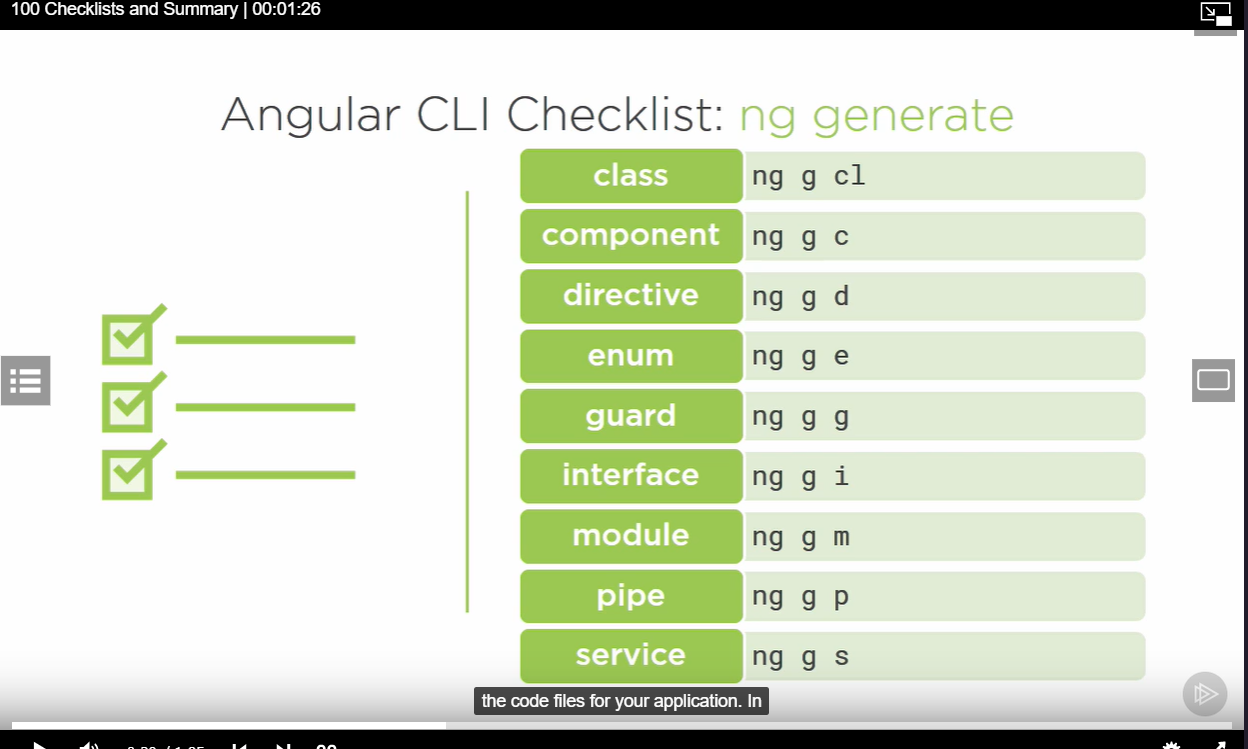 100 Checklists and Summary | 00:01:26
Angular CLI Checklist: ng generate
class ng g cl
component ng g c
directive ng g d
enum ng g e
guard ng g g
interface ng g i
module ng g m
pipe ng g p
service ng g s
the code files for your application. In